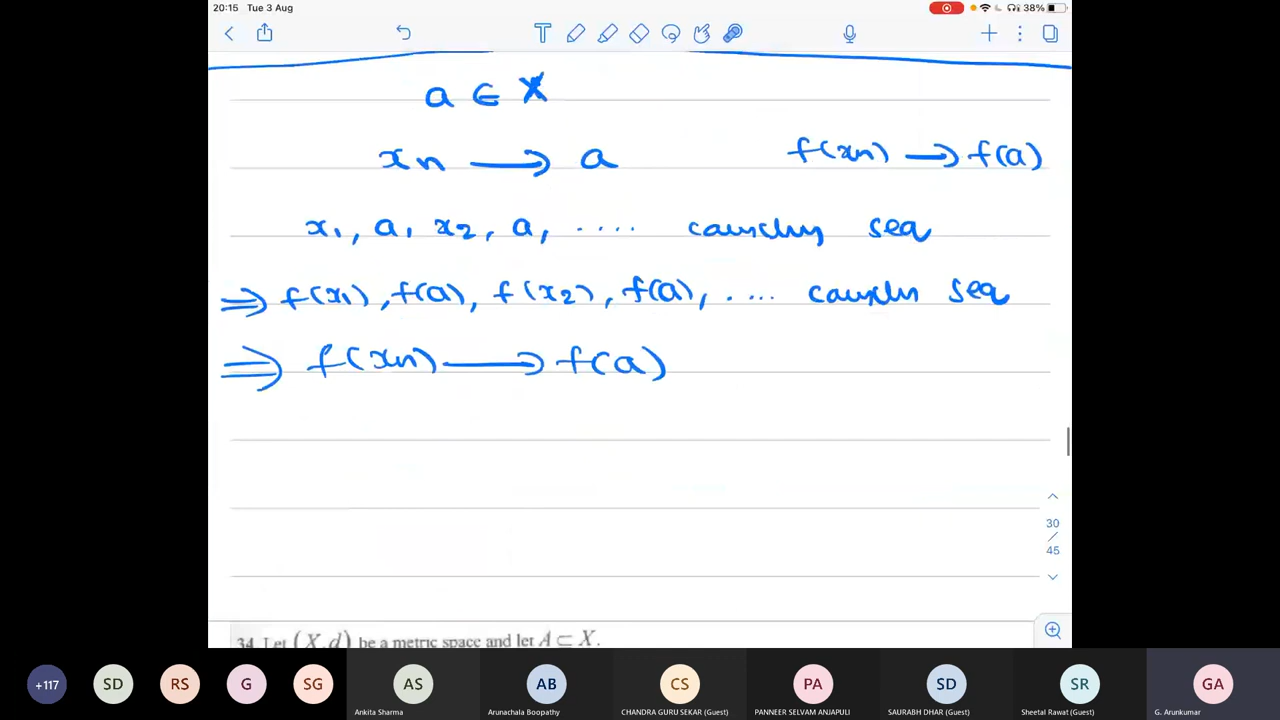 20:15 Tue 3 Aug
38%
a ∈ X
xn ⟶ a
f(xn) ⟶ f(a)
x1, a, x2, a, .... cauchy seq
⇒ f(x1), f(a), f(x2), f(a), .... cauchy seq
⇒ f(xn) ⟶ f(a)
30
/
45
34. Let (X, d) be a metric space and let A ⊂ X.
+117 SD RS G SG AS AB CS PA SD SR GA
Ankita Sharma Arunachala Boopathy CHANDRA GURU SEKAR (Guest) PANNEER SELVAM ANJAPULI SAURABH DHAR (Guest) Sheetal Rawat (Guest) G. Arunkumar